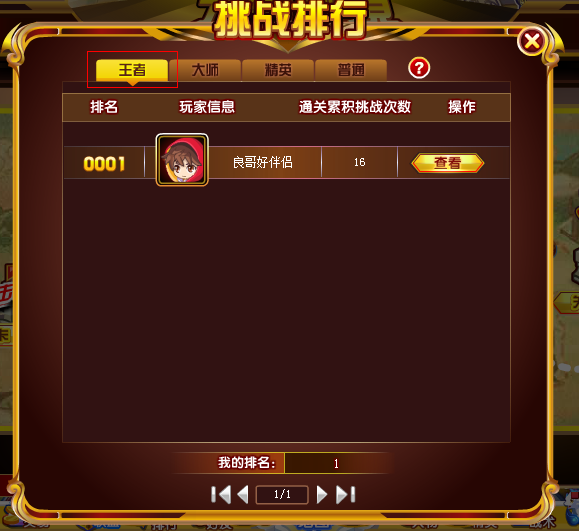 挑战排行
王者 大师 精英 普通 ?
排名 玩家信息 通关累积挑战次数 操作
0001 良哥好伴侣 16 查看
我的排名: 1
1/1